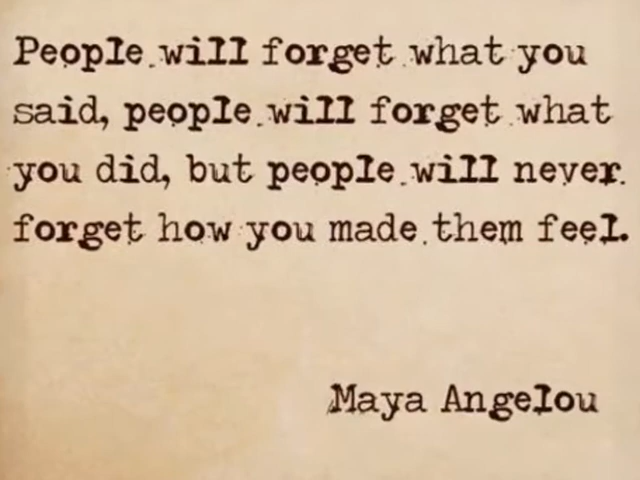 People will forget what you
said, people will forget what
you did, but people will never
forget how you made them feel.
Maya Angelou